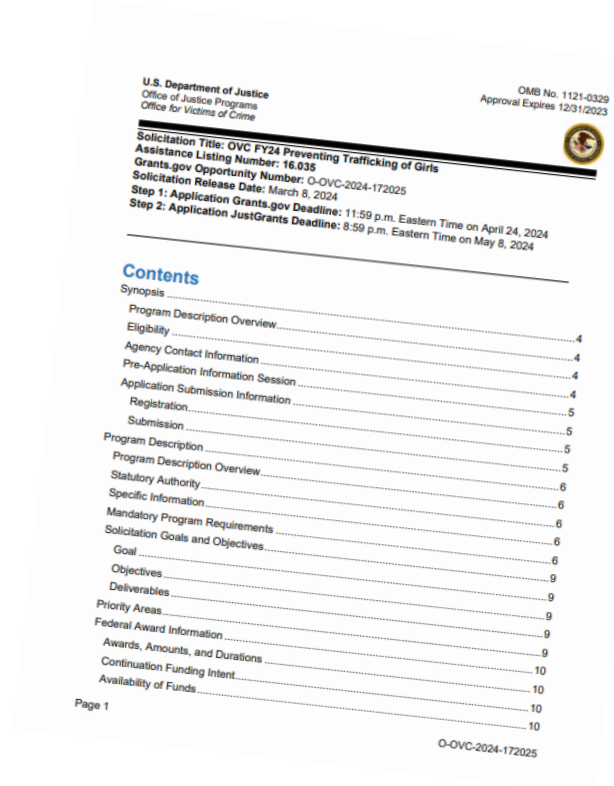 U.S. Department of Justice
Office of Justice Programs
Office for Victims of Crime
OMB No. 1121-0329
Approval Expires 12/31/2023
Solicitation Title: OVC FY24 Preventing Trafficking of Girls
Assistance Listing Number: 16.035
Grants.gov Opportunity Number: O-OVC-2024-172025
Solicitation Release Date: March 8, 2024
Step 1: Application Grants.gov Deadline: 11:59 p.m. Eastern Time on April 24, 2024
Step 2: Application JustGrants Deadline: 8:59 p.m. Eastern Time on May 8, 2024
Contents
Synopsis 4
Program Description Overview 4
Eligibility 4
Agency Contact Information 4
Pre-Application Information Session 5
Application Submission Information 5
Registration 5
Submission 5
Program Description 6
Program Description Overview 6
Statutory Authority 6
Specific Information 6
Mandatory Program Requirements 6
Solicitation Goals and Objectives 9
Goal 9
Objectives 9
Deliverables 9
Priority Areas 9
Federal Award Information 10
Awards, Amounts, and Durations 10
Continuation Funding Intent 10
Availability of Funds 10
Page 1
O-OVC-2024-172025